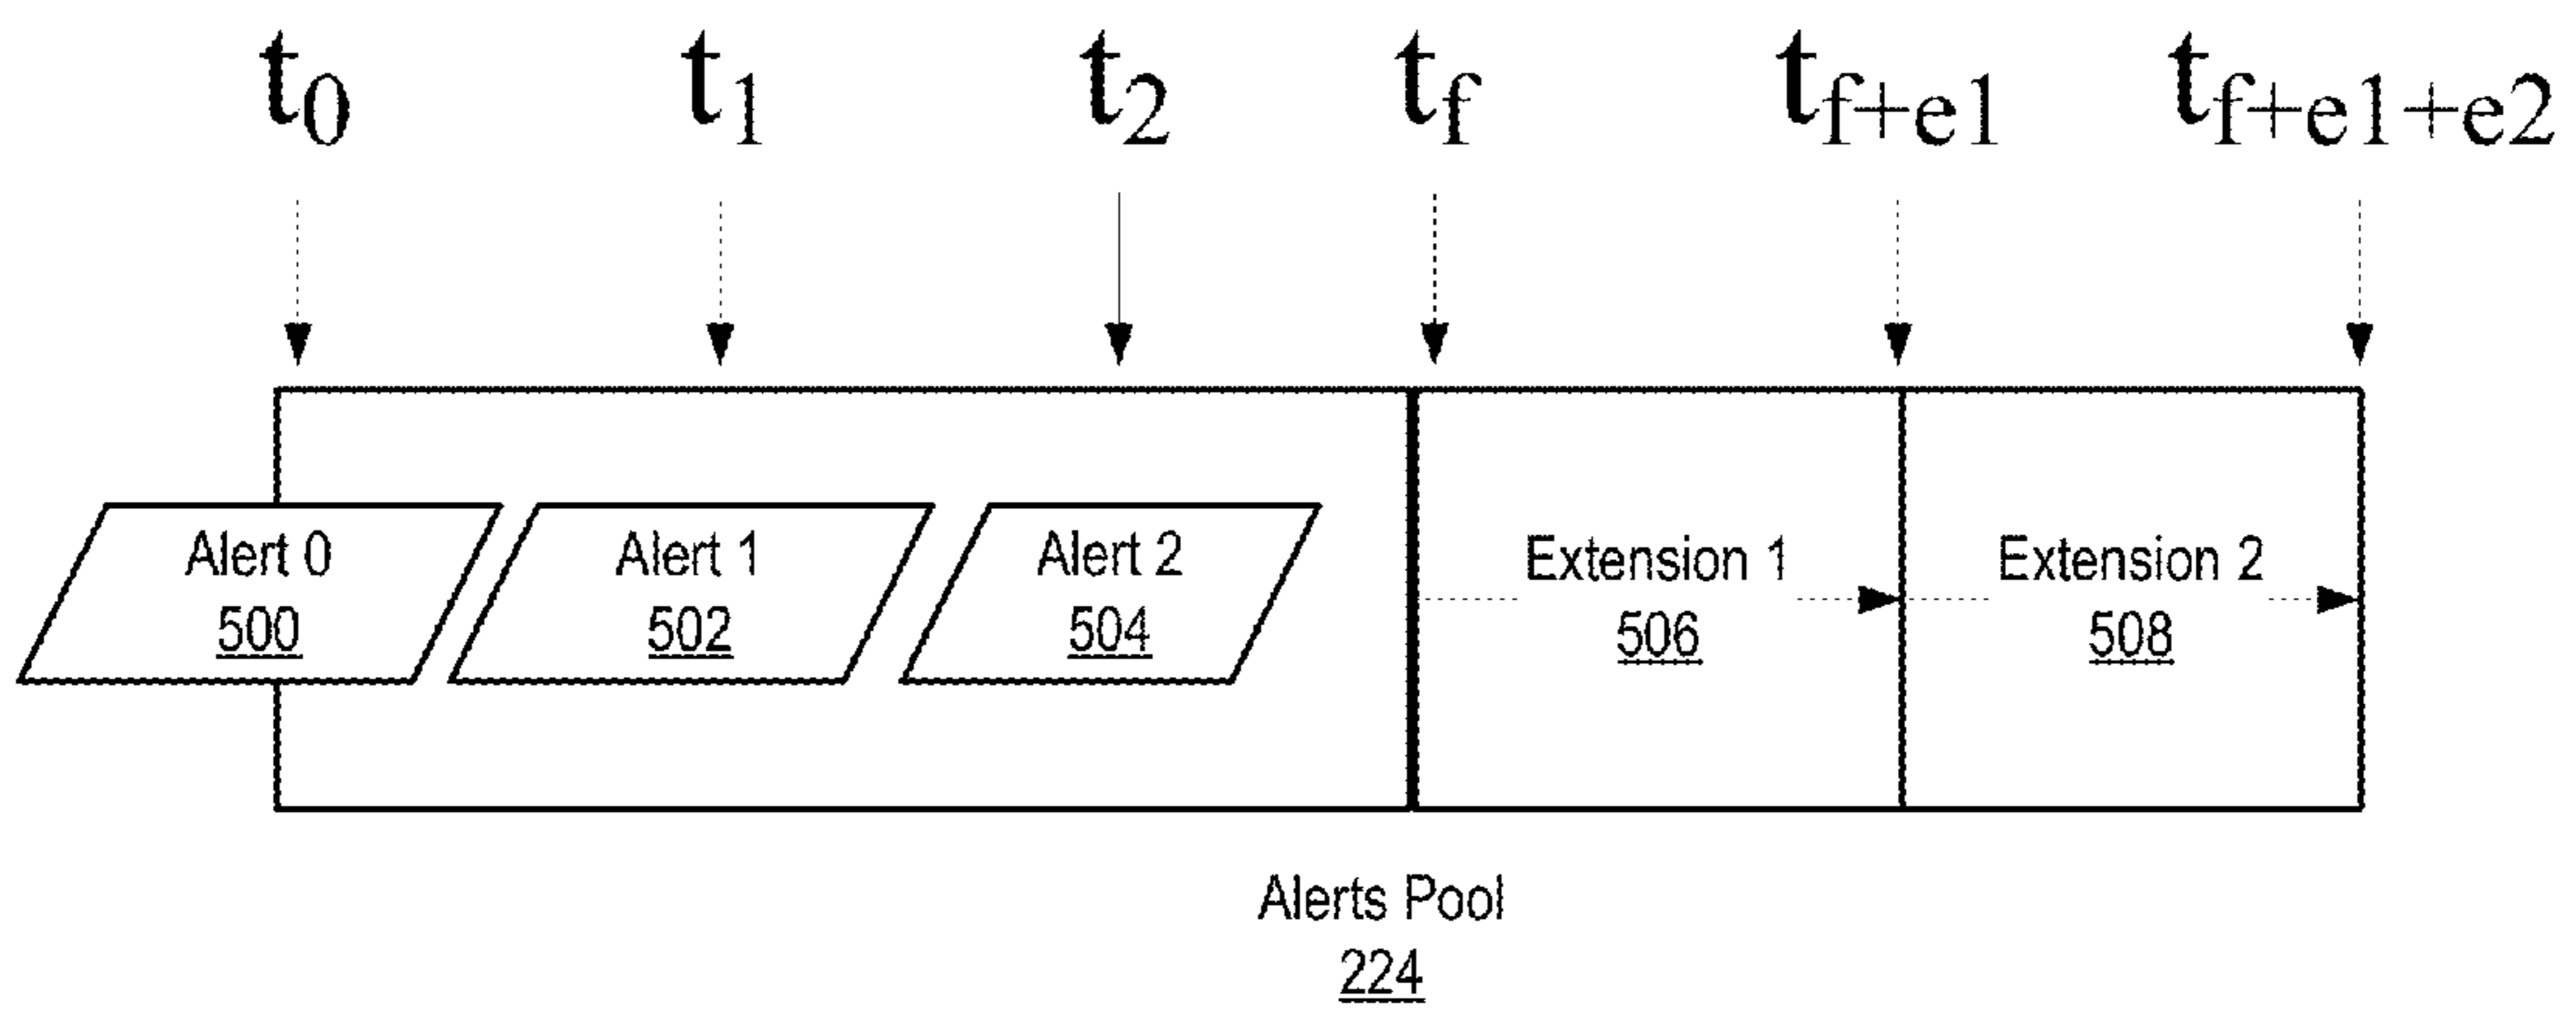 t0 t1 t2 tf tf+e1 tf+e1+e2
Alert 0
500
Alert 1
502
Alert 2
504
Extension 1
506
Extension 2
508
Alerts Pool
224